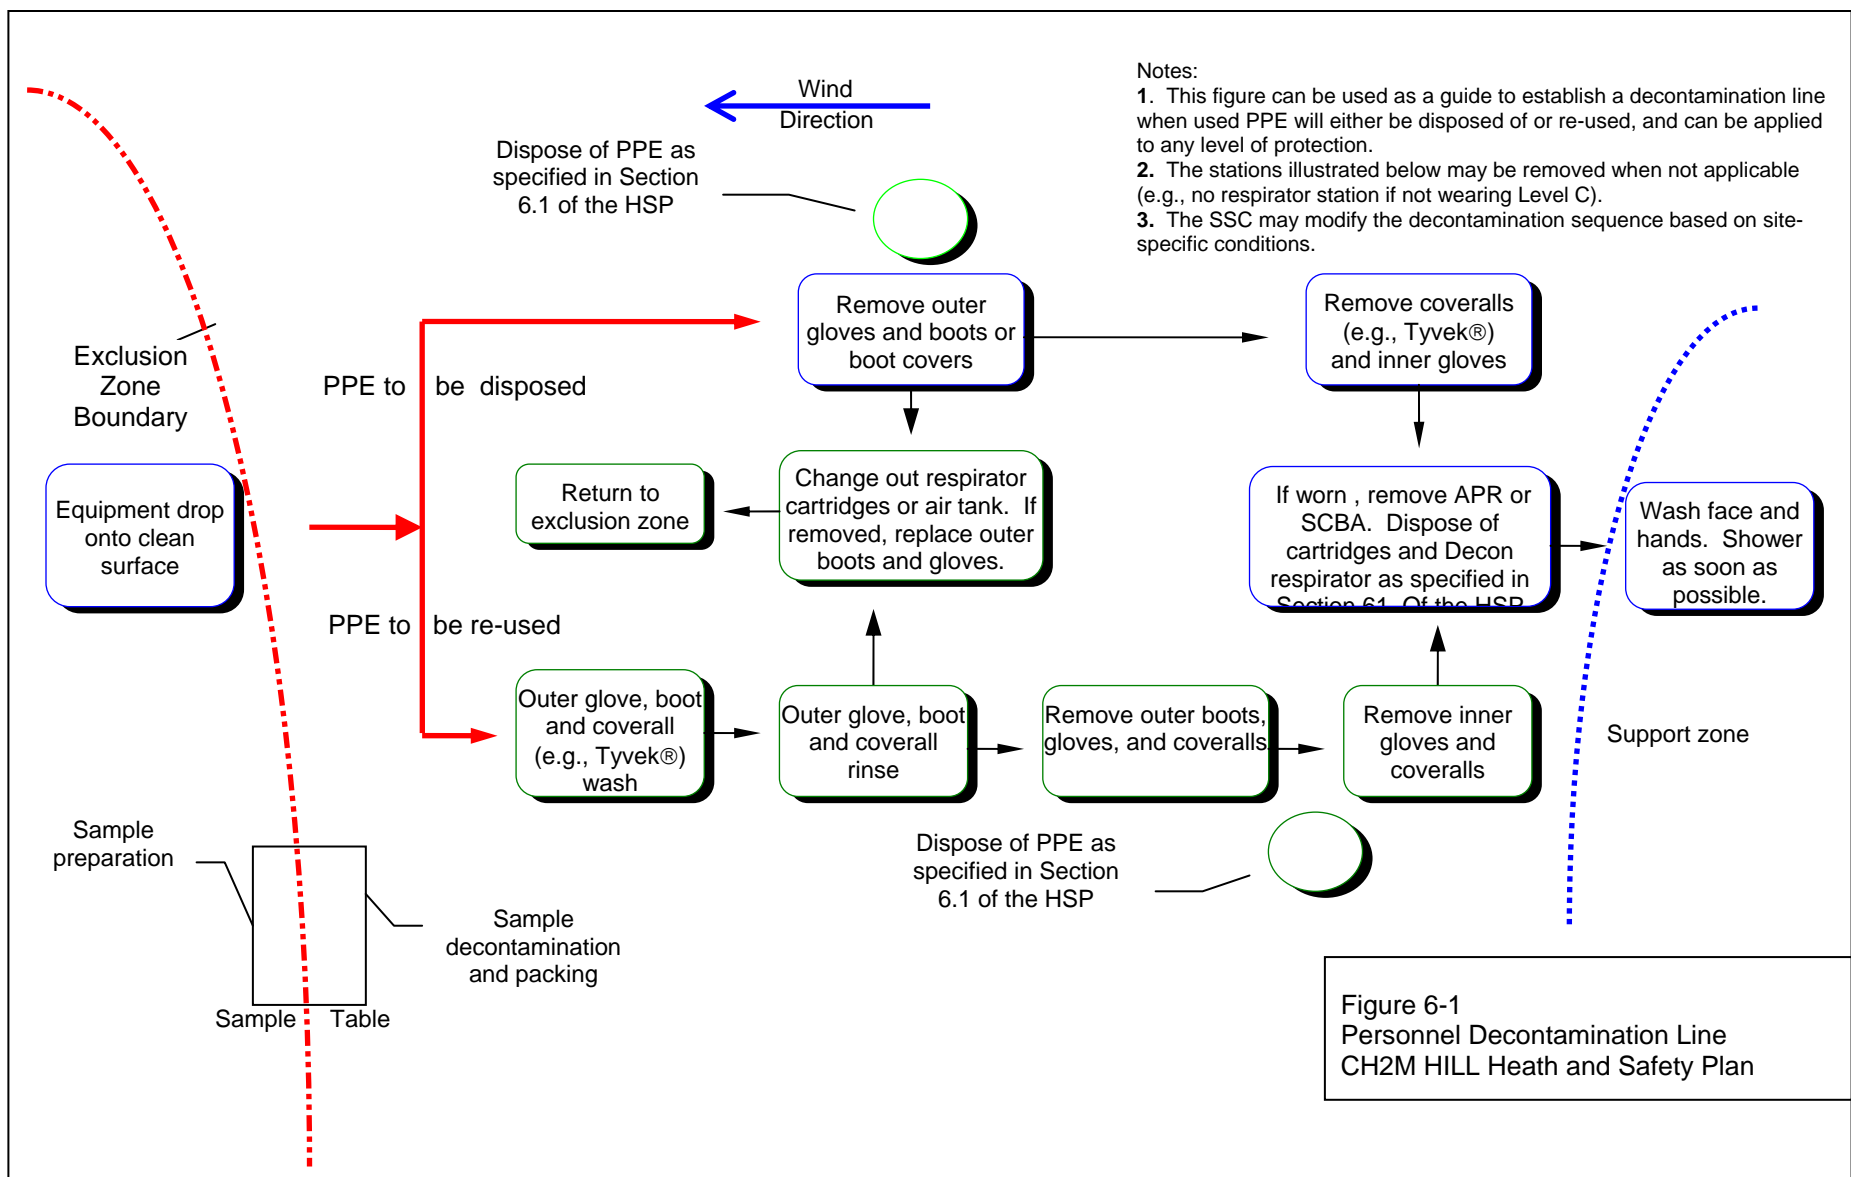 Wind
Direction
Notes:
1. This figure can be used as a guide to establish a decontamination line
when used PPE will either be disposed of or re-used, and can be applied
to any level of protection.
2. The stations illustrated below may be removed when not applicable
(e.g., no respirator station if not wearing Level C).
3. The SSC may modify the decontamination sequence based on site-
specific conditions.
Dispose of PPE as
specified in Section
6.1 of the HSP
Exclusion
Zone
Boundary
PPE to be disposed
Remove outer
gloves and boots or
boot covers
Remove coveralls
(e.g., Tyvek®)
and inner gloves
Equipment drop
onto clean
surface
Return to
exclusion zone
Change out respirator
cartridges or air tank. If
removed, replace outer
boots and gloves.
If worn , remove APR or
SCBA. Dispose of
cartridges and Decon
respirator as specified in
Section 61. Of the HSP
Wash face and
hands. Shower
as soon as
possible.
PPE to be re-used
Outer glove, boot
and coverall
(e.g., Tyvek®)
wash
Outer glove, boot
and coverall
rinse
Remove outer boots,
gloves, and coveralls
Remove inner
gloves and
coveralls
Support zone
Sample
preparation
Sample
decontamination
and packing
Sample Table
Dispose of PPE as
specified in Section
6.1 of the HSP
Figure 6-1
Personnel Decontamination Line
CH2M HILL Heath and Safety Plan